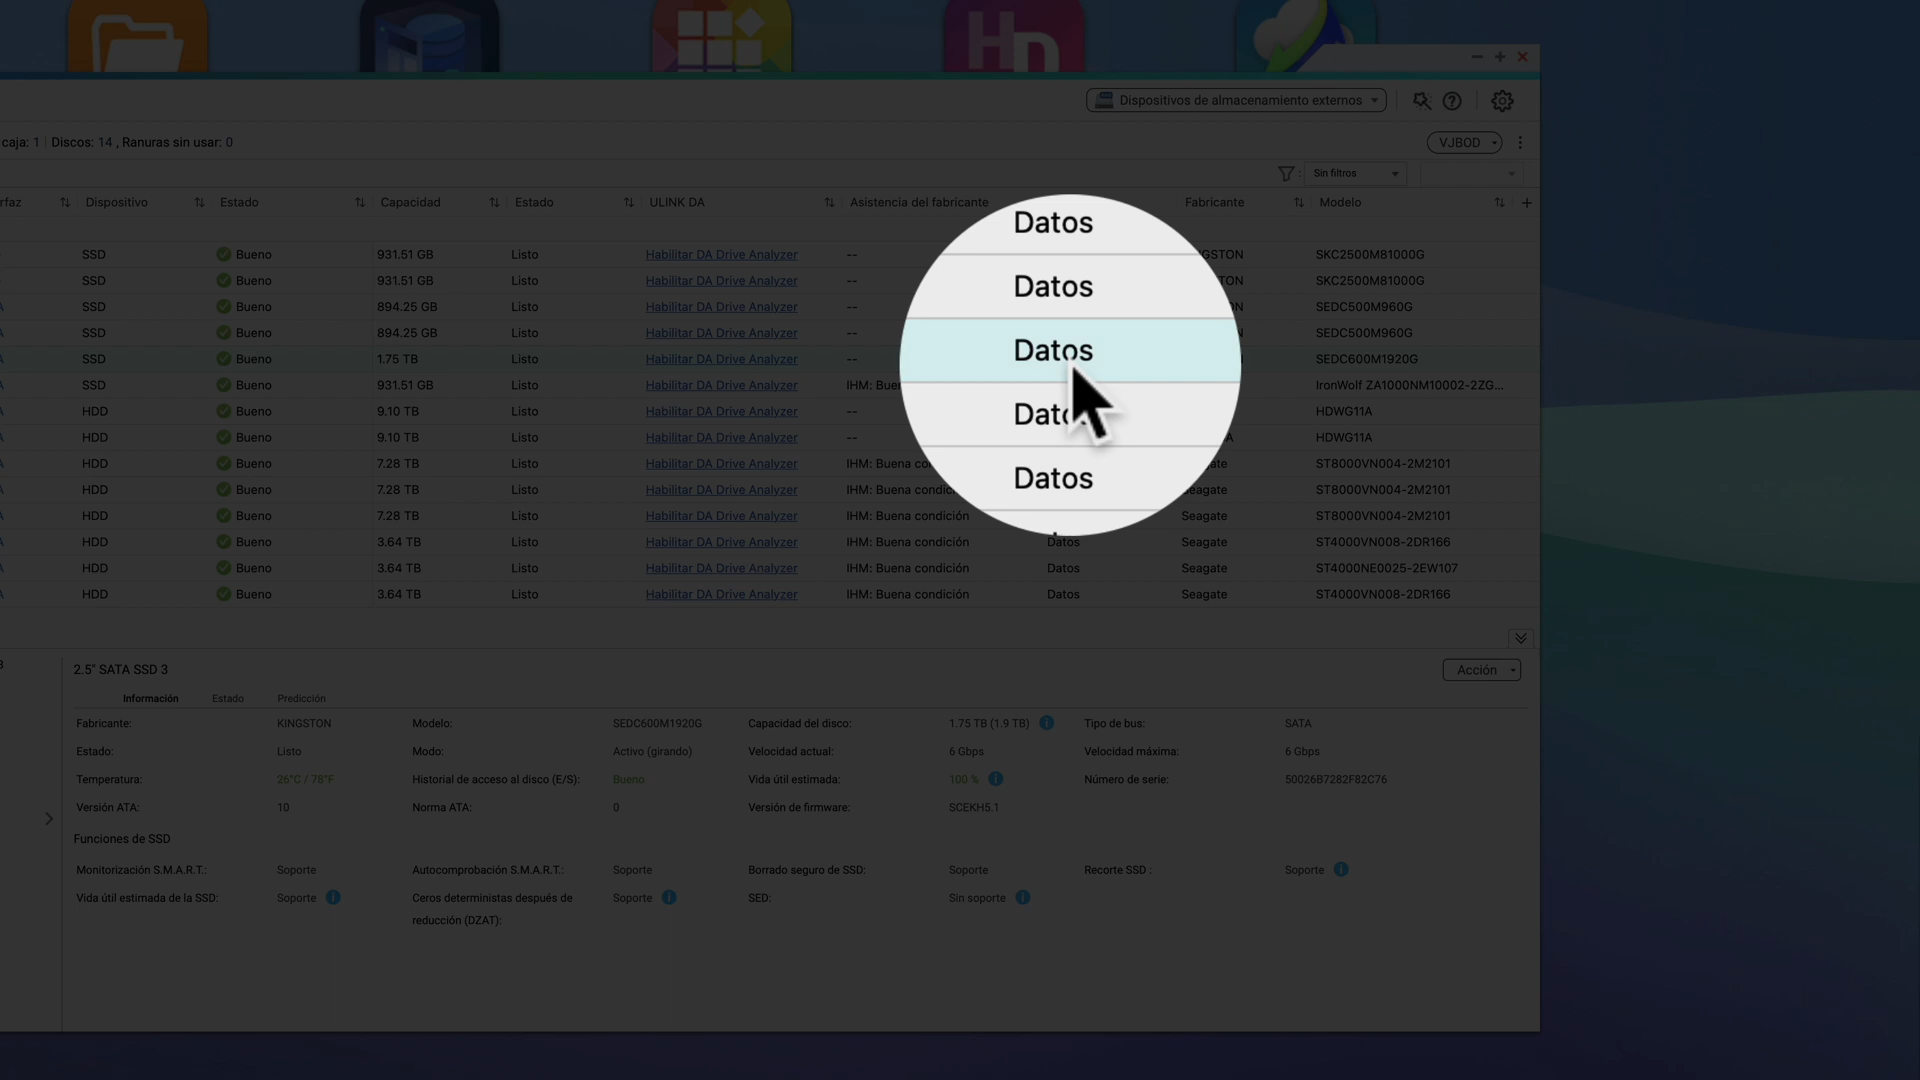 Hn
Dispositivos de almacenamiento externos
caja: 1 | Discos: 14 , Ranuras sin usar: 0
VJBOD
Sin filtros
rfaz Dispositivo Estado Capacidad Estado ULINK DA Asistencia del fabricante Fabricante Modelo
Datos
SSD Bueno 931.51 GB Listo Habilitar DA Drive Analyzer -- GSTON SKC2500M81000G
SSD Bueno 931.51 GB Listo Habilitar DA Drive Analyzer -- Datos TON SKC2500M81000G
A SSD Bueno 894.25 GB Listo Habilitar DA Drive Analyzer -- ON SEDC500M960G
A SSD Bueno 894.25 GB Listo Habilitar DA Drive Analyzer -- SEDC500M960G
A SSD Bueno 1.75 TB Listo Habilitar DA Drive Analyzer -- Datos SEDC600M1920G
A SSD Bueno 931.51 GB Listo Habilitar DA Drive Analyzer IHM: Bue IronWolf ZA1000NM10002-2ZG...
A HDD Bueno 9.10 TB Listo Habilitar DA Drive Analyzer -- Dato HDWG11A
A HDD Bueno 9.10 TB Listo Habilitar DA Drive Analyzer -- A HDWG11A
A HDD Bueno 7.28 TB Listo Habilitar DA Drive Analyzer IHM: Buena co gate ST8000VN004-2M2101
A HDD Bueno 7.28 TB Listo Habilitar DA Drive Analyzer IHM: Buena condic Datos Seagate ST8000VN004-2M2101
A HDD Bueno 7.28 TB Listo Habilitar DA Drive Analyzer IHM: Buena condición Seagate ST8000VN004-2M2101
A HDD Bueno 3.64 TB Listo Habilitar DA Drive Analyzer IHM: Buena condición Datos Seagate ST4000VN008-2DR166
A HDD Bueno 3.64 TB Listo Habilitar DA Drive Analyzer IHM: Buena condición Datos Seagate ST4000NE0025-2EW107
A HDD Bueno 3.64 TB Listo Habilitar DA Drive Analyzer IHM: Buena condición Datos Seagate ST4000VN008-2DR166
3
2.5" SATA SSD 3
Acción
Información Estado Predicción
Fabricante: KINGSTON Modelo: SEDC600M1920G Capacidad del disco: 1.75 TB (1.9 TB) Tipo de bus: SATA
Estado: Listo Modo: Activo (girando) Velocidad actual: 6 Gbps Velocidad máxima: 6 Gbps
Temperatura: 26°C / 78°F Historial de acceso al disco (E/S): Bueno Vida útil estimada: 100 % Número de serie: 50026B7282F82C76
Versión ATA: 10 Norma ATA: 0 Versión de firmware: SCEKH5.1
Funciones de SSD
Monitorización S.M.A.R.T.: Soporte Autocomprobación S.M.A.R.T.: Soporte Borrado seguro de SSD: Soporte Recorte SSD : Soporte
Vida útil estimada de la SSD: Soporte Ceros deterministas después de Soporte SED: Sin soporte
reducción (DZAT):